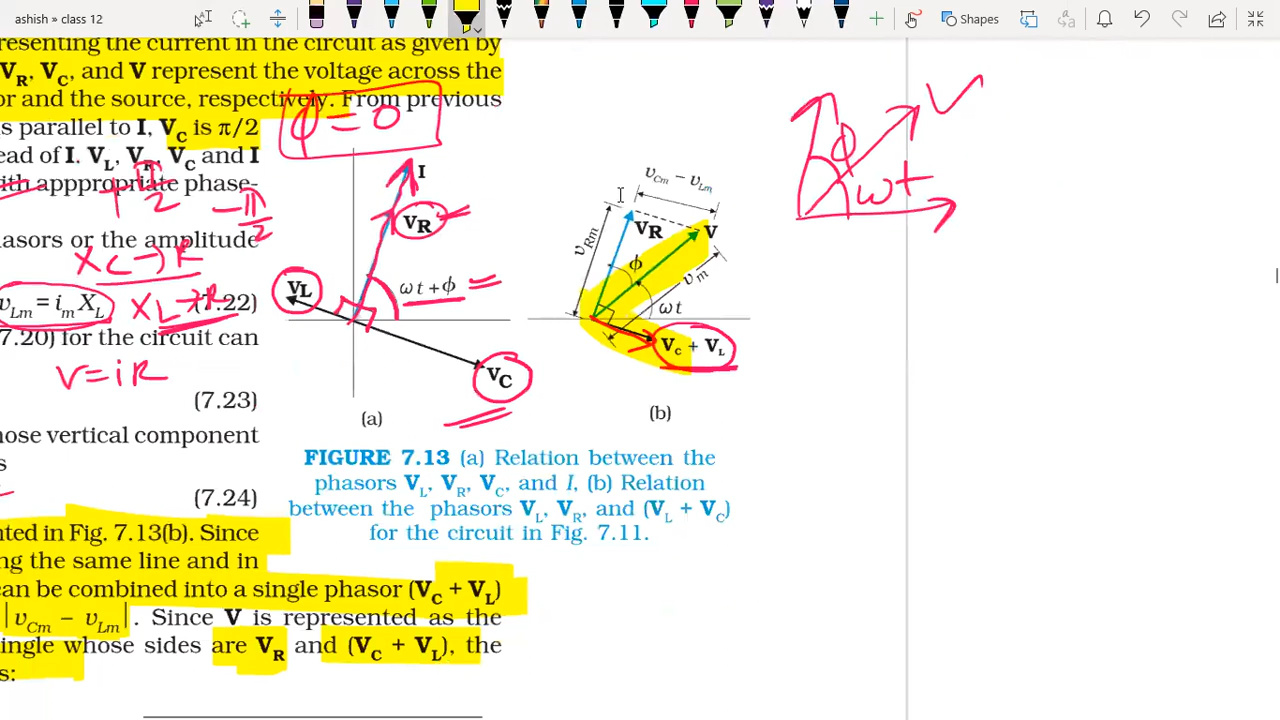 ashish » class 12
Shapes
resenting the current in the circuit as given by
VR, VC, and V represent the voltage across the
or and the source, respectively. From previous
s parallel to I, VC is π/2
ead of I. VL, VR, VC and I
with apppropriate phase-
+π/2
-π/2
asors or the amplitude
XC → R
vLm = im XL
(7.22)
XL → R
7.20) for the circuit can
V = iR
(7.23)
ose vertical component
s
(7.24)
nted in Fig. 7.13(b). Since
ng the same line and in
can be combined into a single phasor (VC + VL)
|vCm − vLm|. Since V is represented as the
ingle whose sides are VR and (VC + VL), the
s:
ϕ = 0
I
VR
VL
ωt + ϕ
VC
(a)
vCm − vLm
vRm
VR
V
ϕ
vm
ωt
VC + VL
(b)
FIGURE 7.13 (a) Relation between the
phasors VL, VR, VC, and I, (b) Relation
between the phasors VL, VR, and (VL + VC)
for the circuit in Fig. 7.11.
V
ϕ
ωt